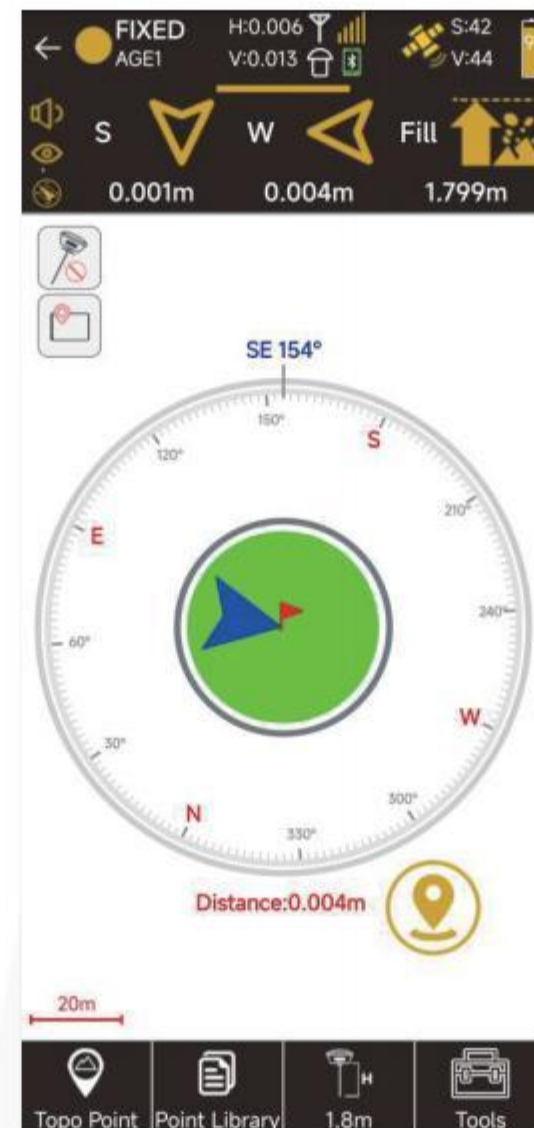 FIXED H:0.006 S:42
AGE1 V:0.013 V:44
S W Fill
0.001m 0.004m 1.799m
SE 154°
150°
120° S
210°
E
240°
60°
W
30°
300°
N
330°
Distance:0.004m
20m
H
Topo Point Point Library 1.8m Tools